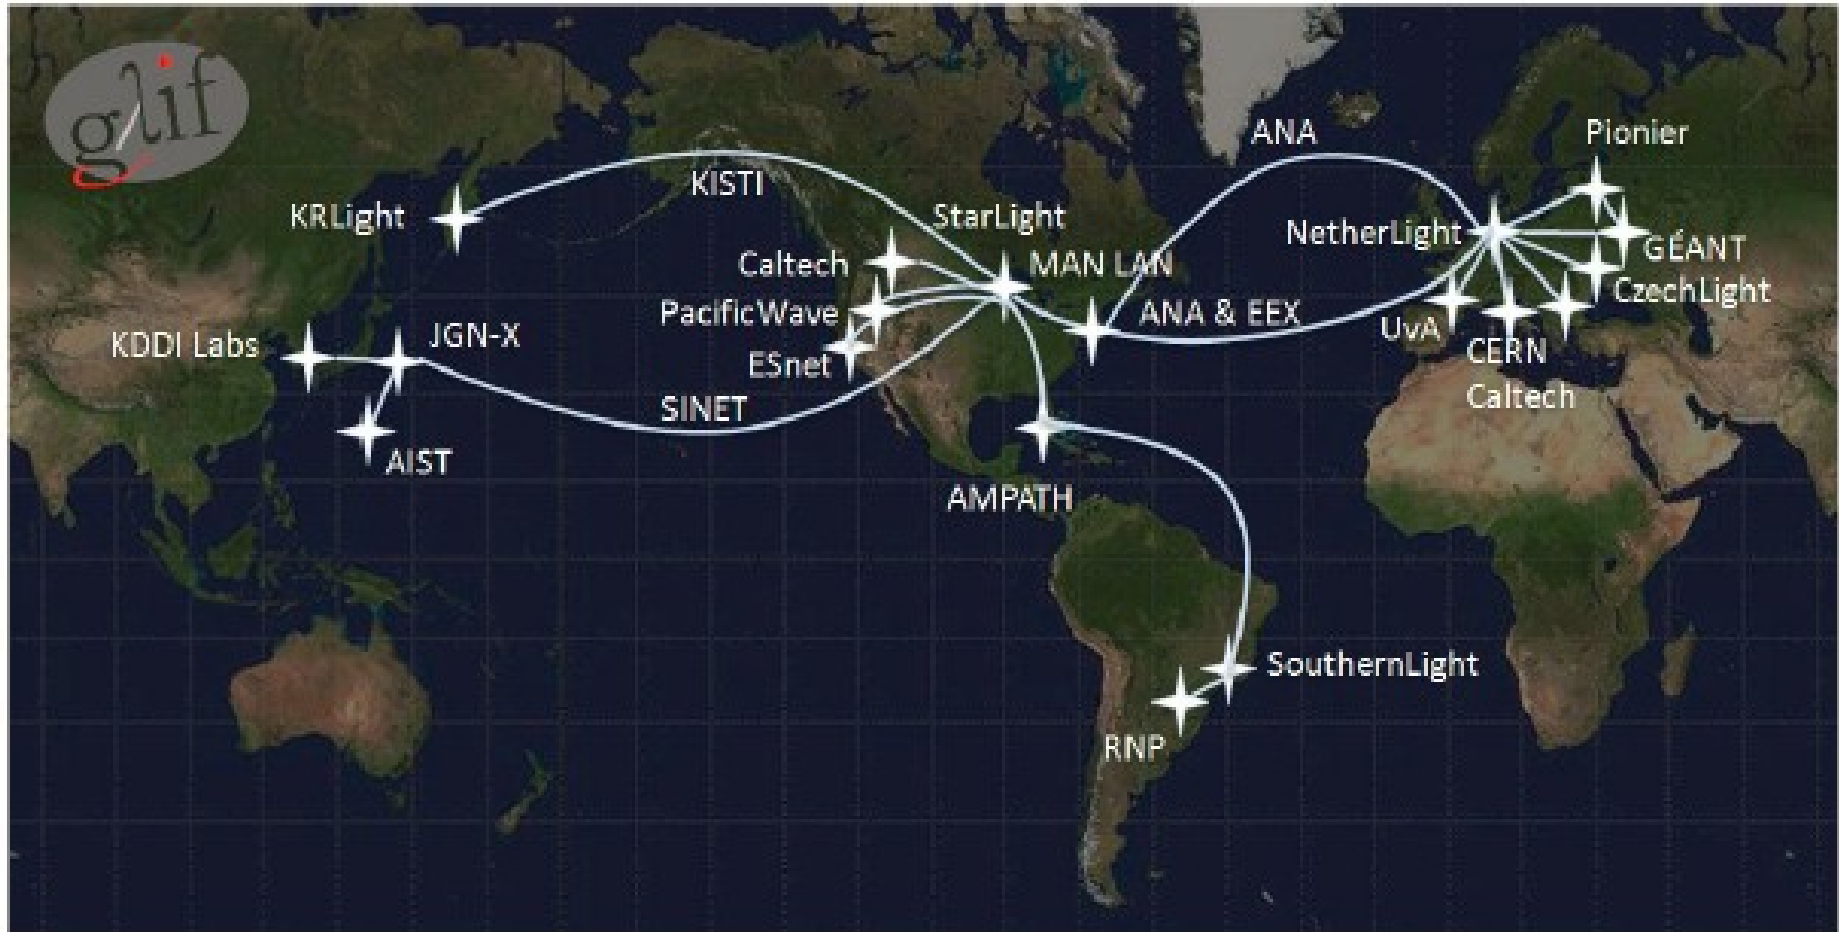 glif
ANA
Pionier
KISTI
KRLight
StarLight
NetherLight
GÉANT
Caltech
MAN LAN
CzechLight
PacificWave
ANA & EEX
UvA
KDDI Labs
JGN-X
ESnet
CERN
Caltech
SINET
AIST
AMPATH
SouthernLight
RNP